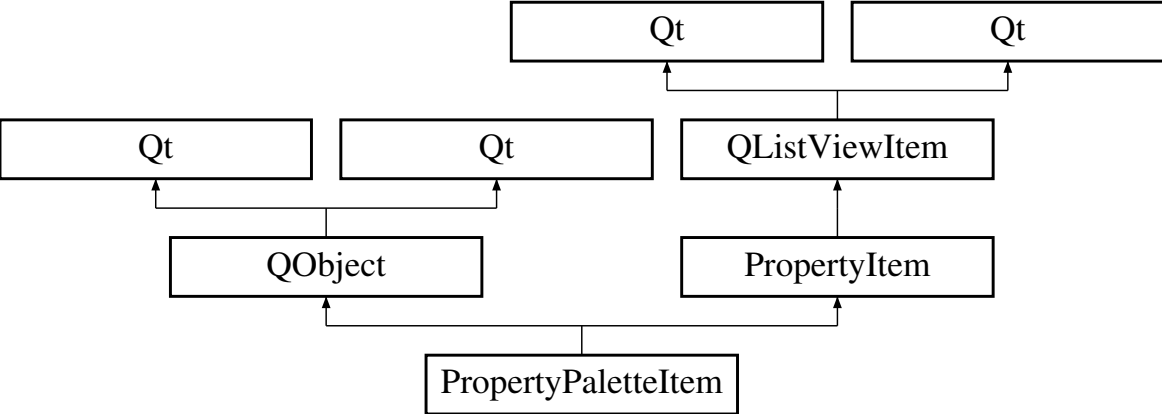 Qt
Qt
Qt
Qt
QListViewItem
QObject
PropertyItem
PropertyPaletteItem